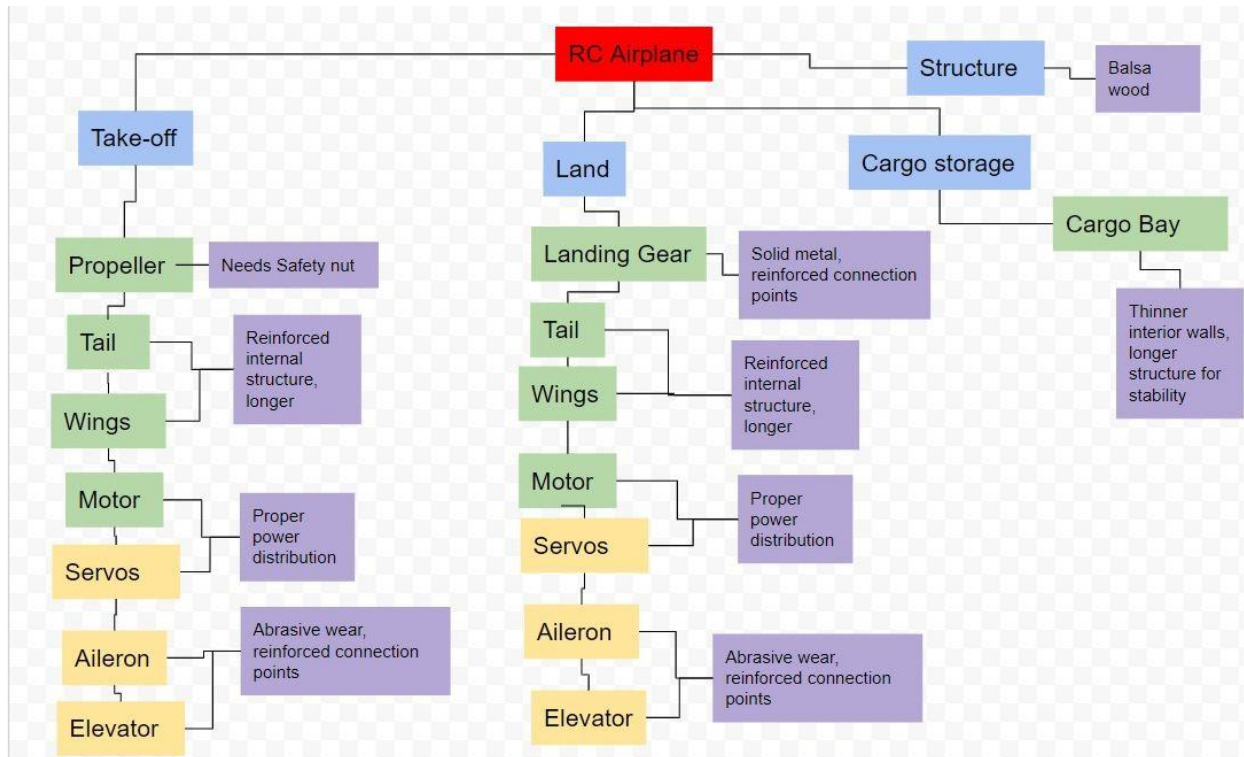 RC Airplane
Structure
Balsa
wood
Take-off
Land
Cargo storage
Cargo Bay
Thinner
interior walls,
longer
structure for
stability
Propeller
Needs Safety nut
Tail
Wings
Reinforced
internal
structure,
longer
Motor
Servos
Proper
power
distribution
Aileron
Elevator
Abrasive wear,
reinforced connection
points
Landing Gear
Solid metal,
reinforced connection
points
Tail
Wings
Reinforced
internal
structure,
longer
Motor
Servos
Proper
power
distribution
Aileron
Elevator
Abrasive wear,
reinforced connection
points